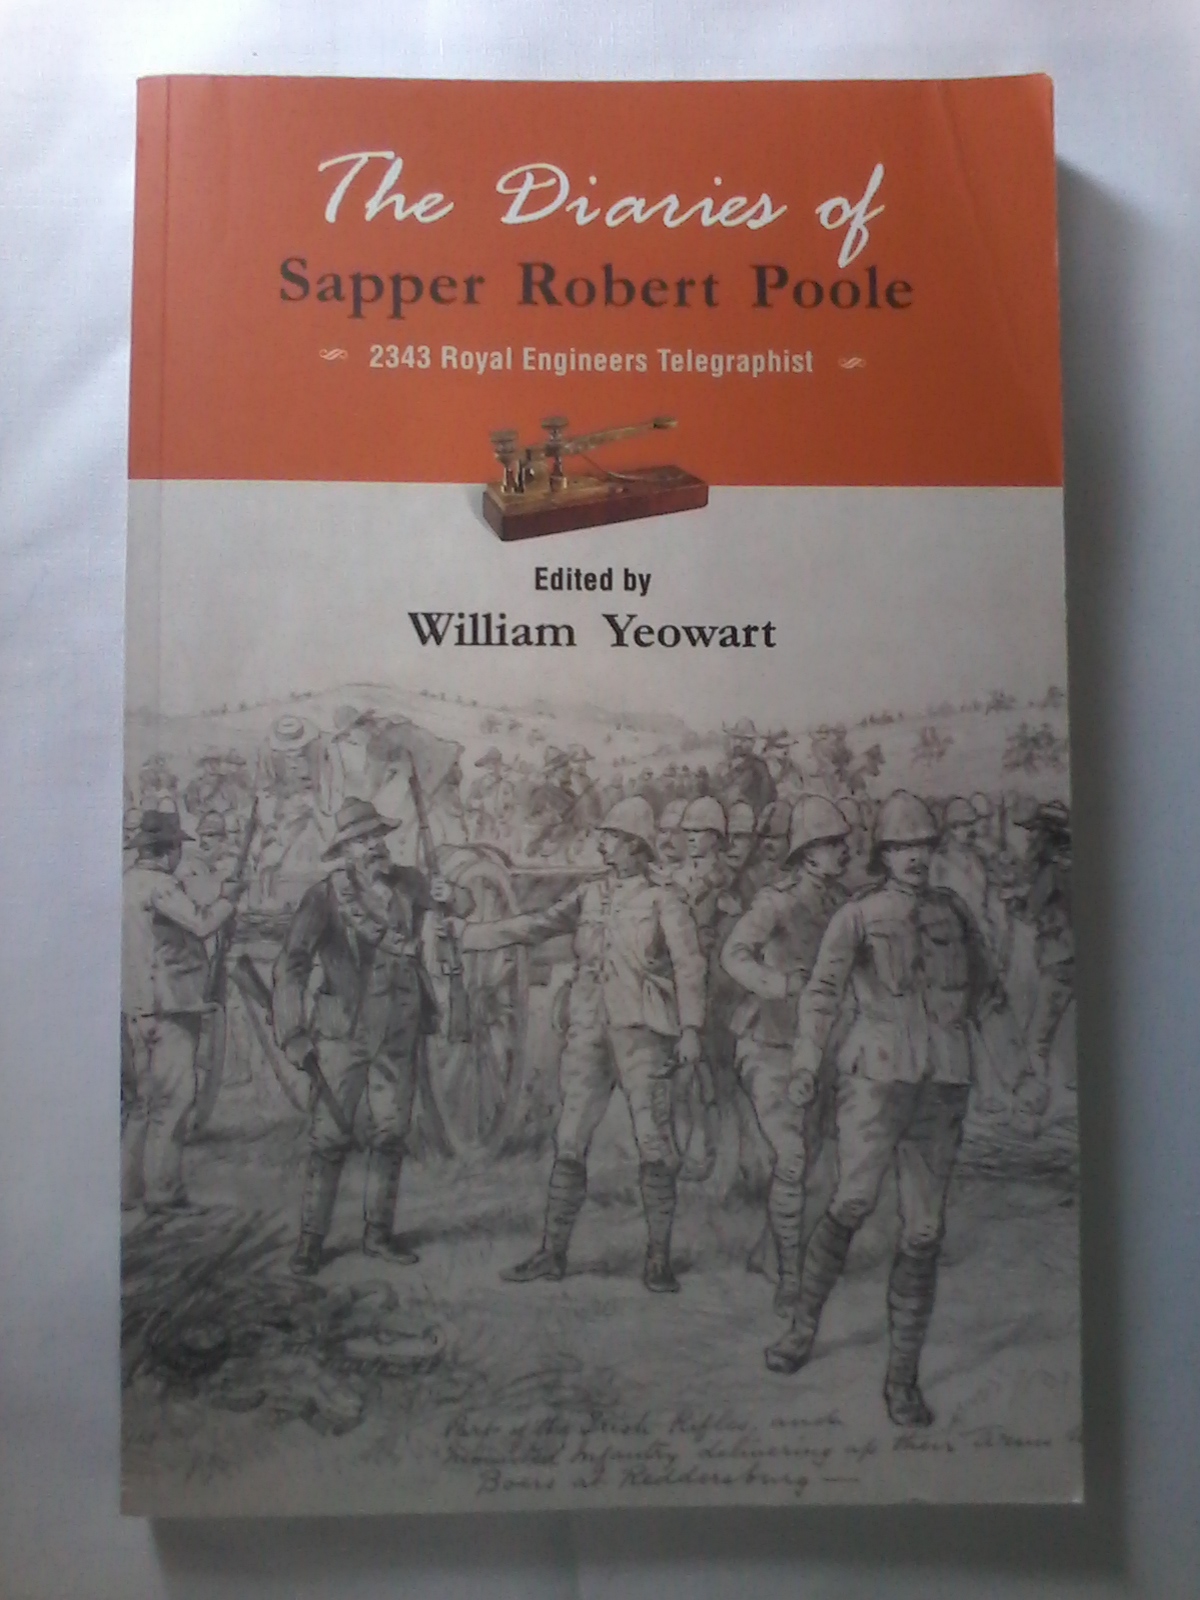 The Diaries of
Sapper Robert Poole
2343 Royal Engineers Telegraphist
Edited by
William Yeowart
Part of the Irish Rifles, and
Mounted Infantry delivering up their Arms
Boers at Reddersburg —